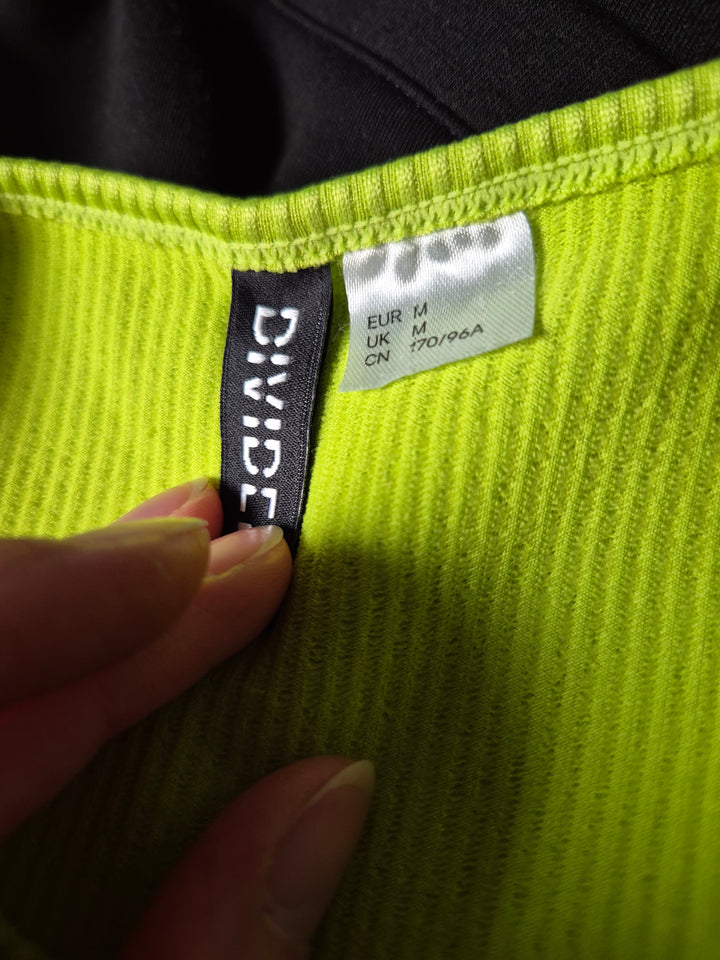 DIVIDE
EUR M
UK M
CN 170/96A